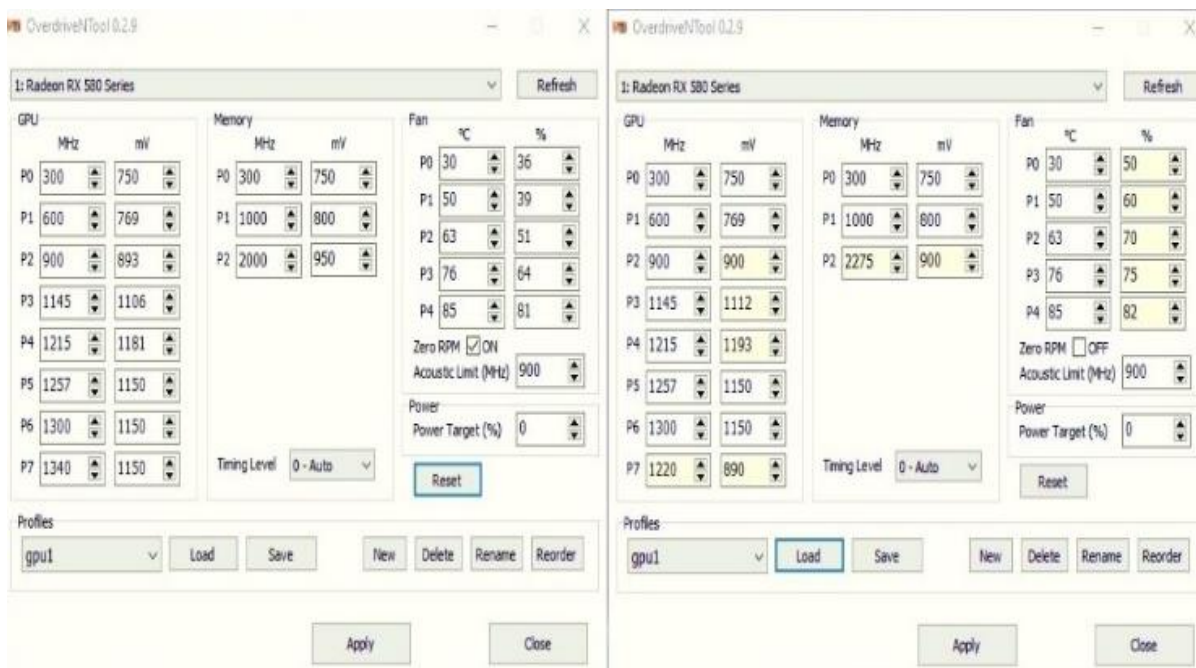 OverdriveNTool 0.2.9
1: Radeon RX 580 Series
Refresh
GPU
MHz mV
P0 300 750
P1 600 769
P2 900 893
P3 1145 1106
P4 1215 1181
P5 1257 1150
P6 1300 1150
P7 1340 1150
Memory
MHz mV
P0 300 750
P1 1000 800
P2 2000 950
Timing Level 0 - Auto
Fan
ºC %
P0 30 36
P1 50 39
P2 63 51
P3 76 64
P4 85 81
Zero RPM ON
Acoustic Limit (MHz) 900
Power
Power Target (%) 0
Reset
Profiles
gpu1 Load Save New Delete Rename Reorder
Apply Close
OverdriveNTool 0.2.9
1: Radeon RX 580 Series
Refresh
GPU
MHz mV
P0 300 750
P1 600 769
P2 900 900
P3 1145 1112
P4 1215 1193
P5 1257 1150
P6 1300 1150
P7 1220 890
Memory
MHz mV
P0 300 750
P1 1000 800
P2 2275 900
Timing Level 0 - Auto
Fan
ºC %
P0 30 50
P1 50 60
P2 63 70
P3 76 75
P4 85 82
Zero RPM OFF
Acoustic Limit (MHz) 900
Power
Power Target (%) 0
Reset
Profiles
gpu1 Load Save New Delete Rename Reorder
Apply Close